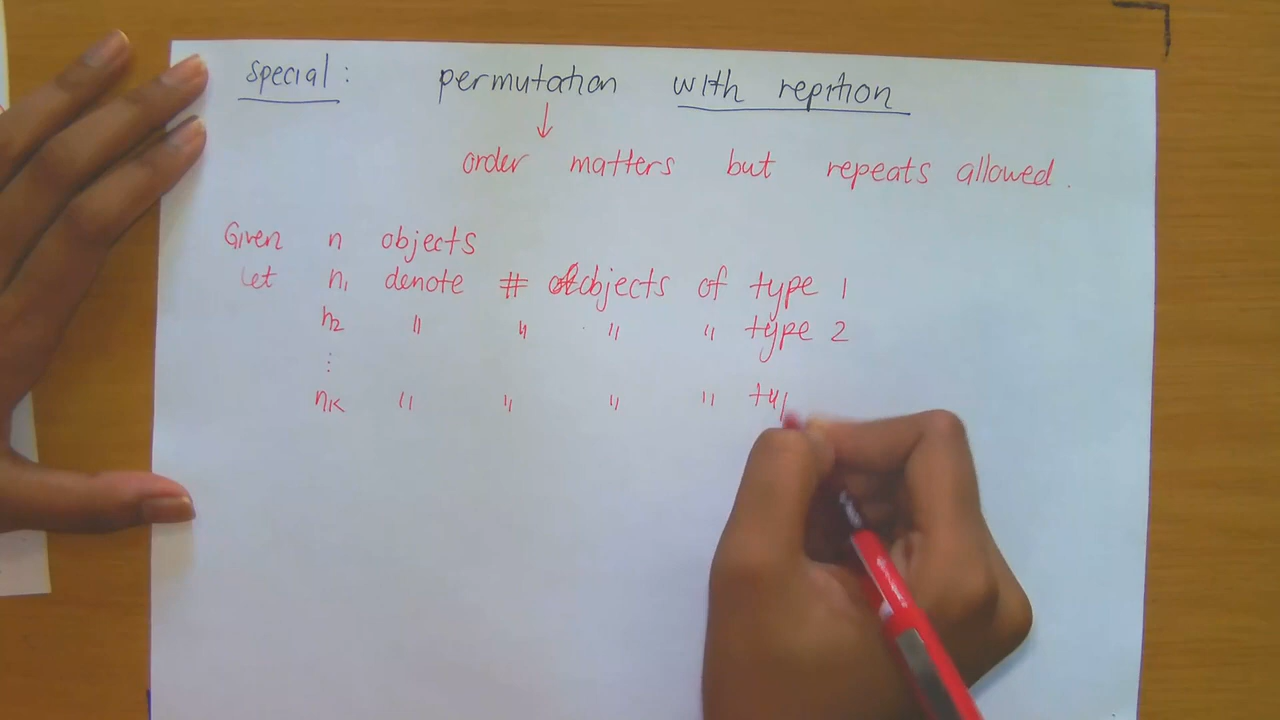 special : permutation with repition
↓
order matters but repeats allowed.
Given n objects
let n₁ denote # objects of type 1
n₂ " " " " type 2
⋮
nₖ " " " " typ